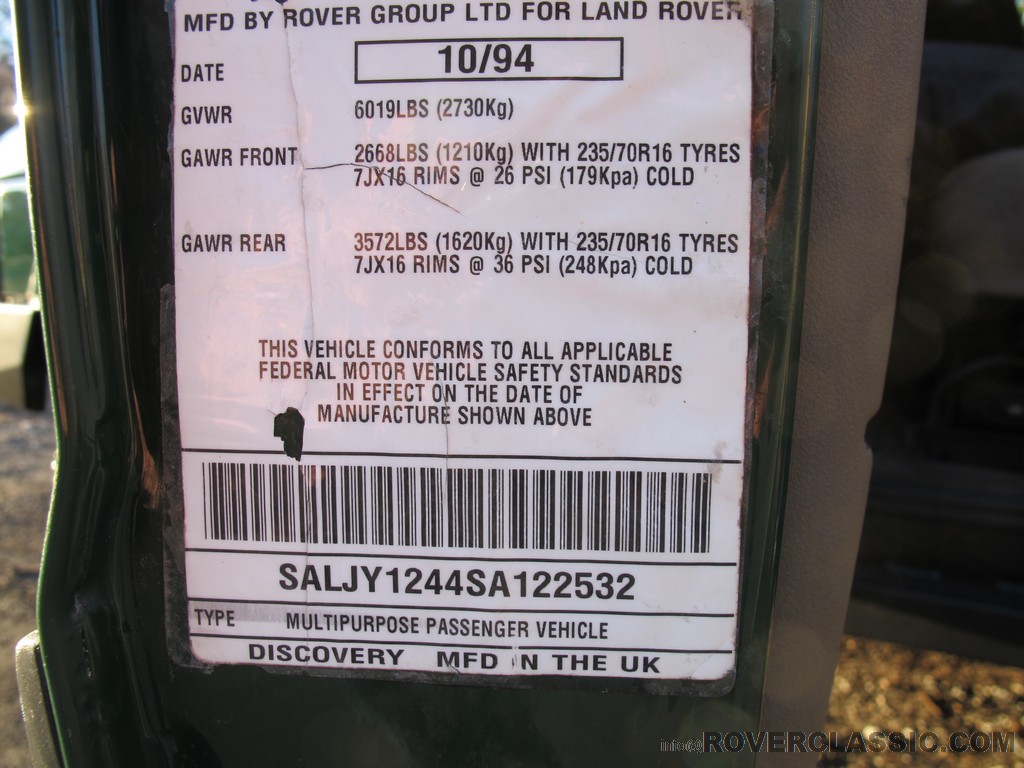 MFD BY ROVER GROUP LTD FOR LAND ROVER
DATE 10/94
GVWR 6019LBS (2730Kg)
GAWR FRONT 2668LBS (1210Kg) WITH 235/70R16 TYRES
7JX16 RIMS @ 26 PSI (179Kpa) COLD
GAWR REAR 3572LBS (1620Kg) WITH 235/70R16 TYRES
7JX16 RIMS @ 36 PSI (248Kpa) COLD
THIS VEHICLE CONFORMS TO ALL APPLICABLE
FEDERAL MOTOR VEHICLE SAFETY STANDARDS
IN EFFECT ON THE DATE OF
MANUFACTURE SHOWN ABOVE
SALJY1244SA122532
TYPE MULTIPURPOSE PASSENGER VEHICLE
DISCOVERY MFD IN THE UK
info@ROVERCLASSIC.COM